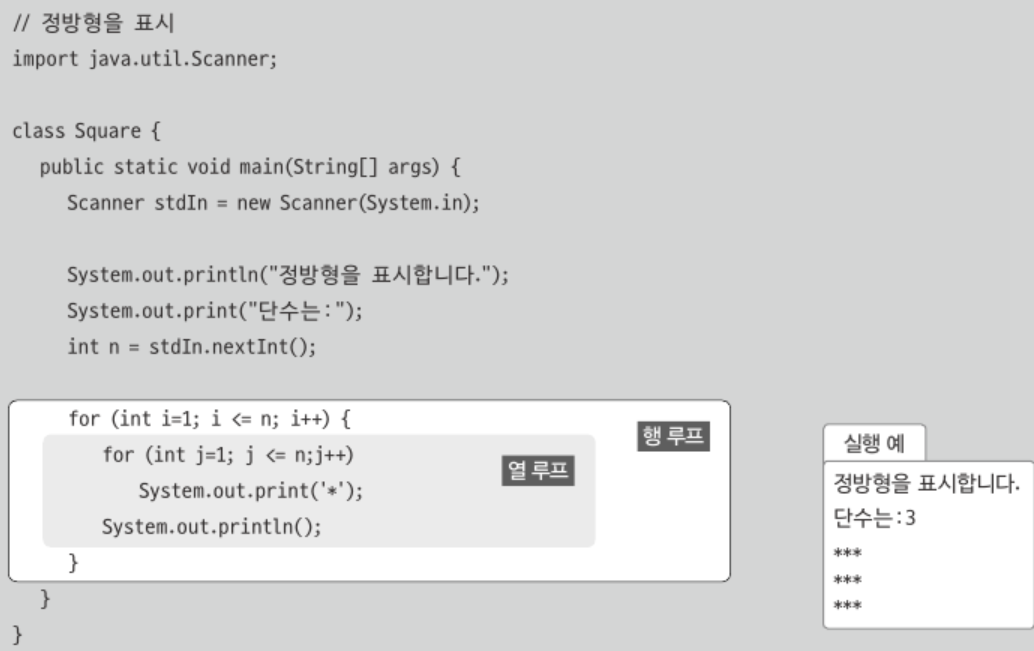 // 정방형을 표시
import java.util.Scanner;
class Square {
public static void main(String[] args) {
Scanner stdIn = new Scanner(System.in);
System.out.println("정방형을 표시합니다.");
System.out.print("단수는:");
int n = stdIn.nextInt();
for (int i=1; i <= n; i++) {
행 루프
for (int j=1; j <= n;j++)
열 루프
System.out.print('*');
System.out.println();
}
}
}
실행 예
정방형을 표시합니다.
단수는:3
***
***
***